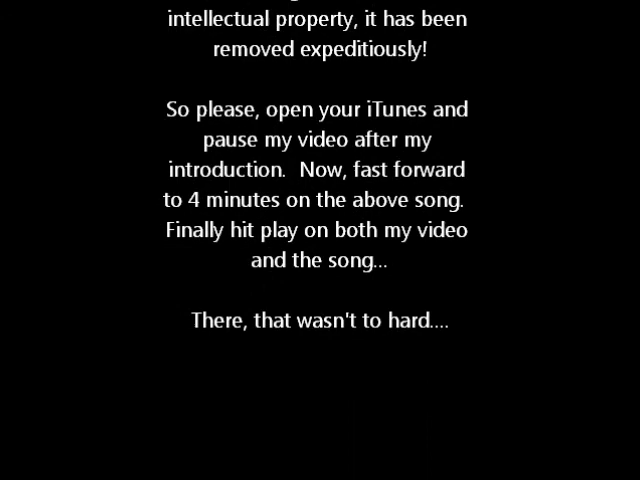 intellectual property, it has been
removed expeditiously!
So please, open your iTunes and
pause my video after my
introduction.  Now, fast forward
to 4 minutes on the above song.
Finally hit play on both my video
and the song...
There, that wasn't to hard....